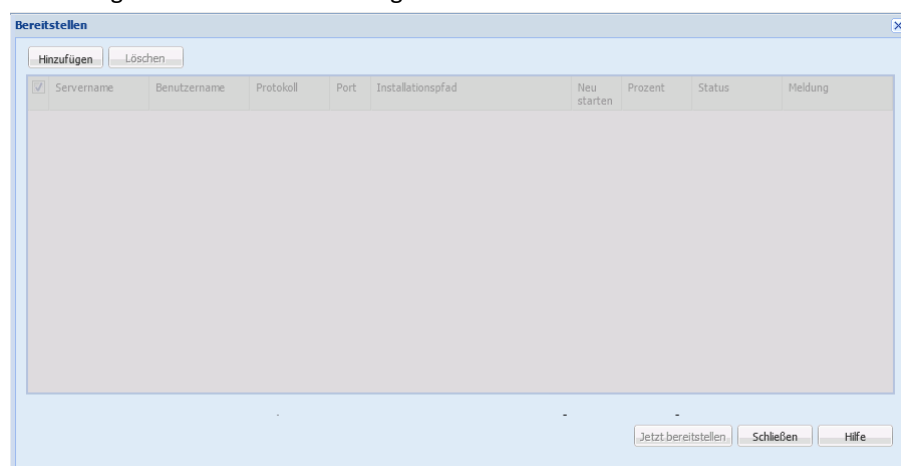 Bereitstellen
Hinzufügen Löschen
Servername Benutzername Protokoll Port Installationspfad Neu starten Prozent Status Meldung
Jetzt bereitstellen Schließen Hilfe